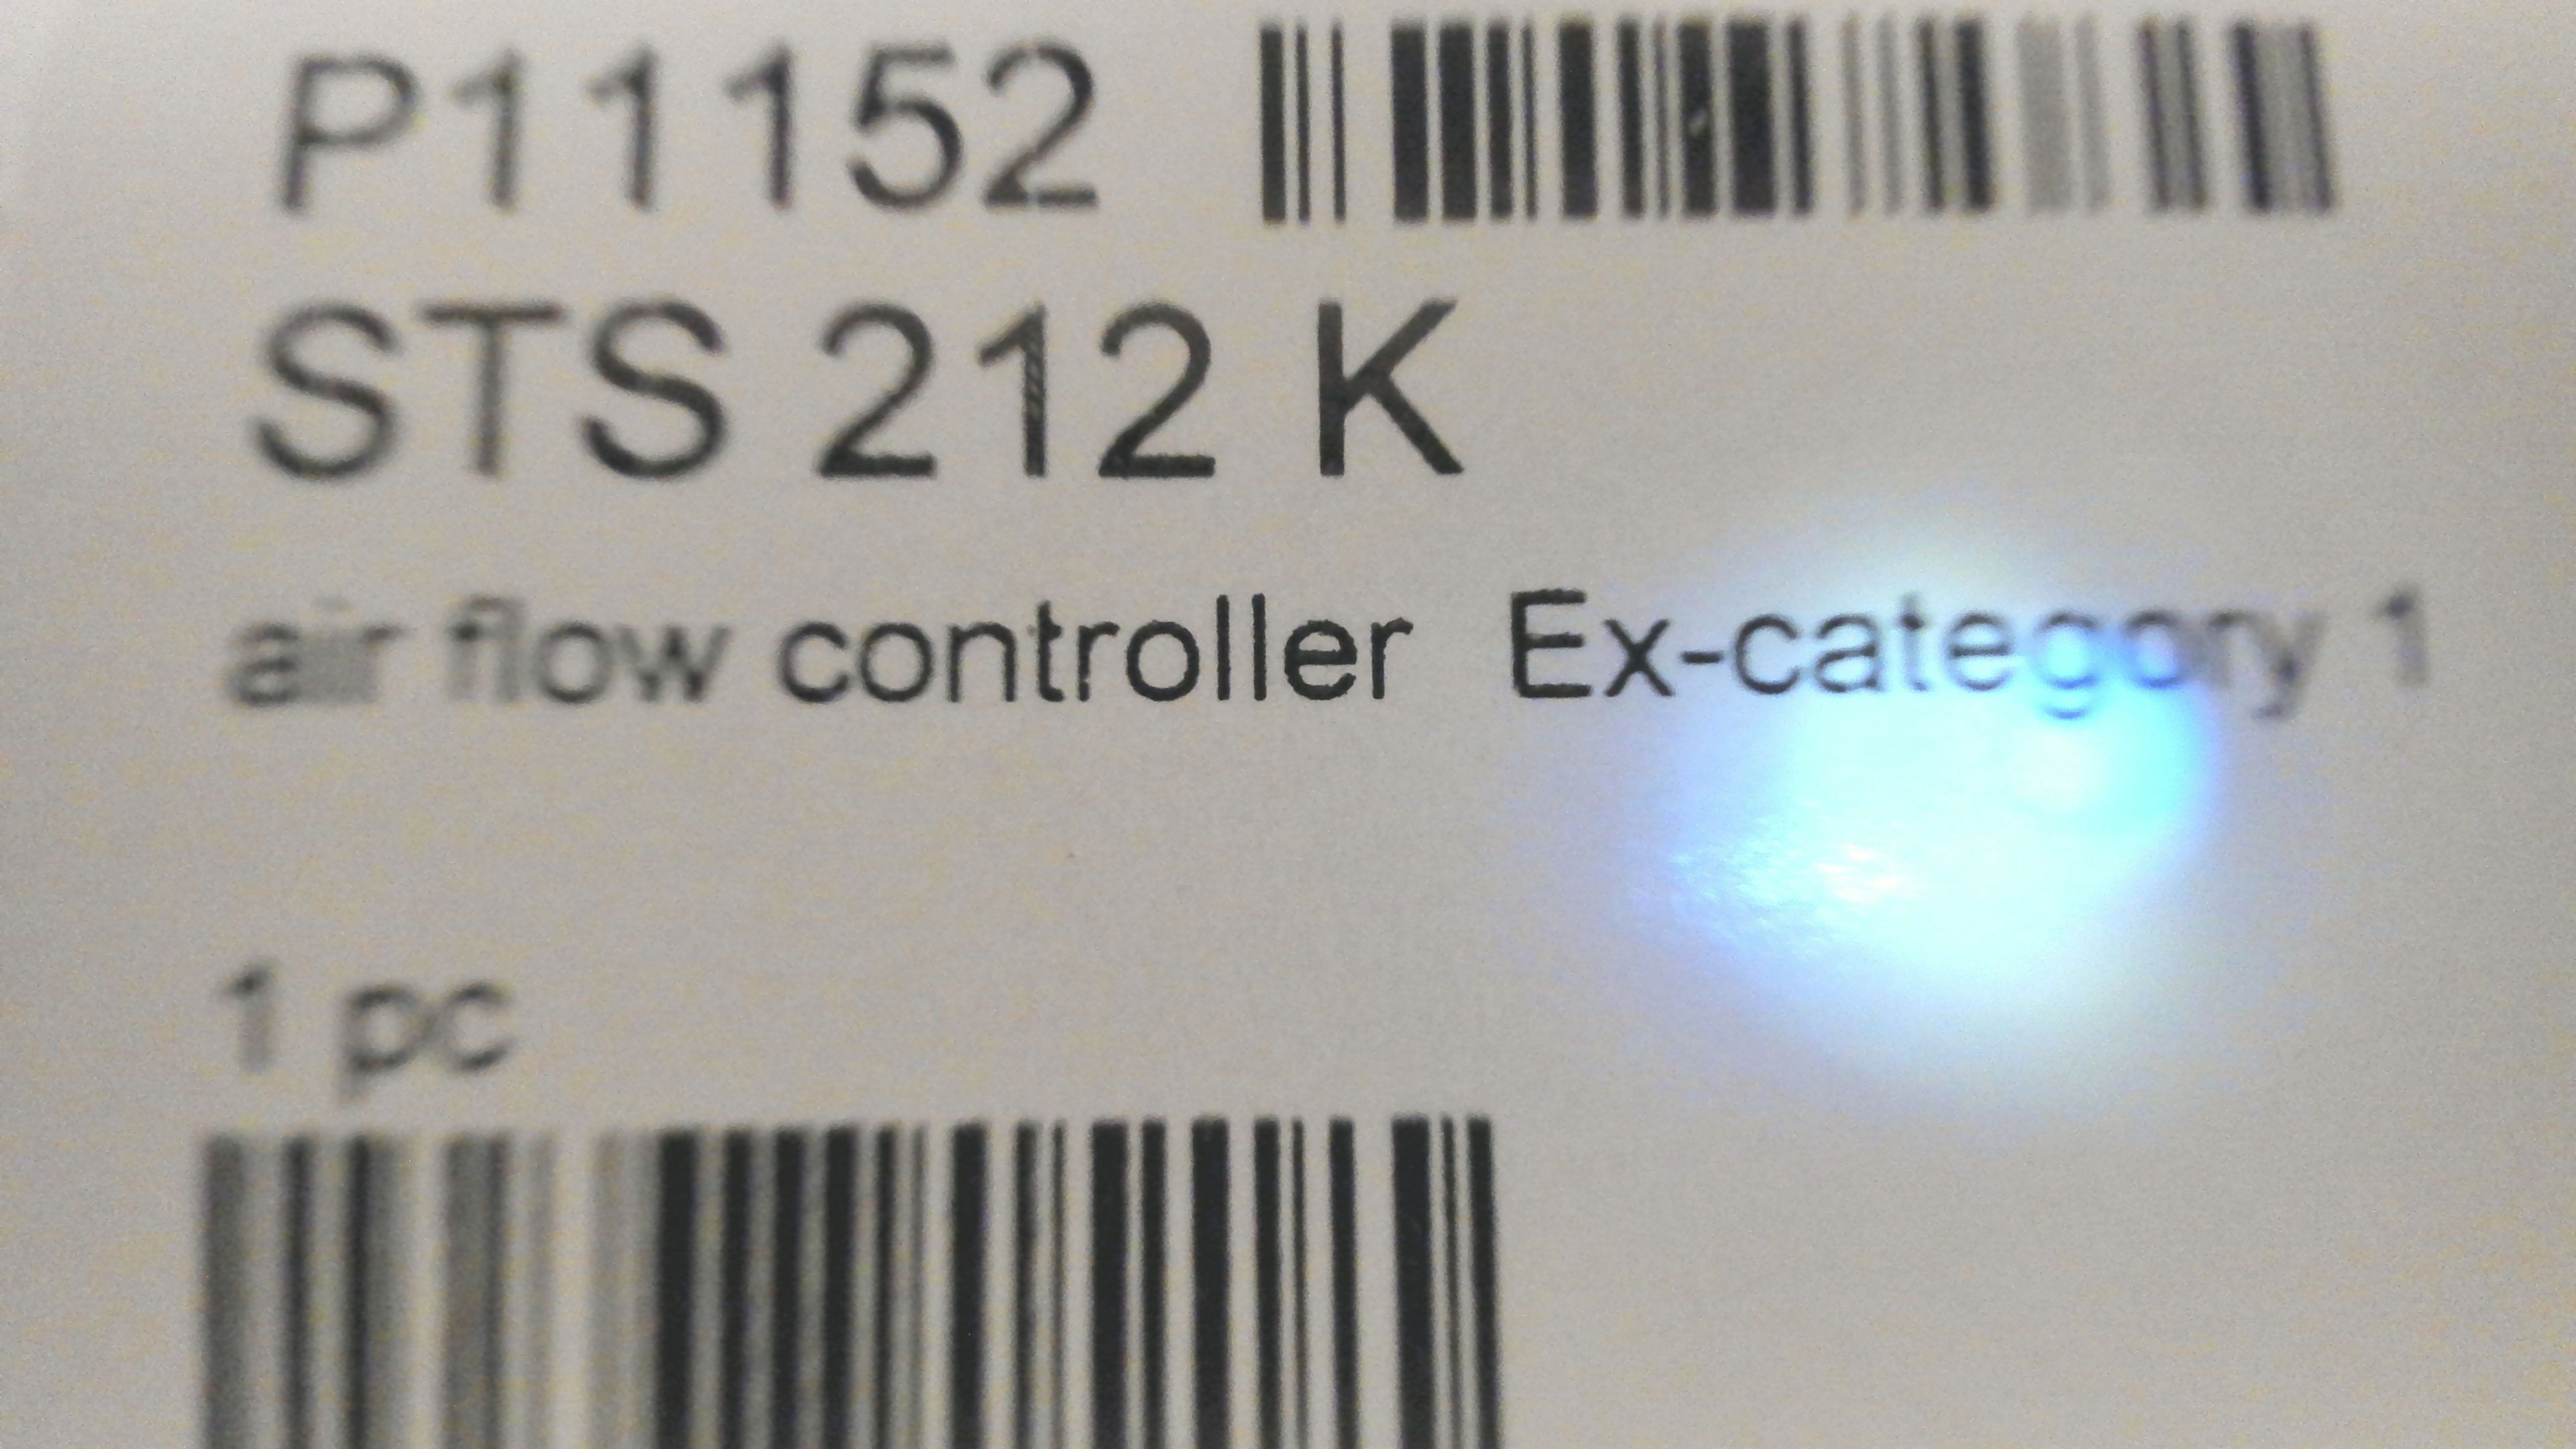 P11152
STS 212 K
air flow controller Ex-category 1
1 pc